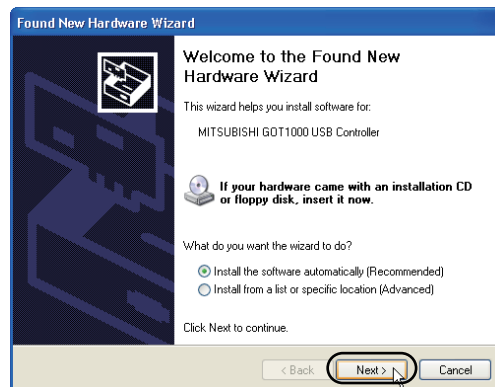 Found New Hardware Wizard
Welcome to the Found New
Hardware Wizard
This wizard helps you install software for:
MITSUBISHI GOT1000 USB Controller
If your hardware came with an installation CD
or floppy disk, insert it now.
What do you want the wizard to do?
Install the software automatically (Recommended)
Install from a list or specific location (Advanced)
Click Next to continue.
< Back Next > Cancel